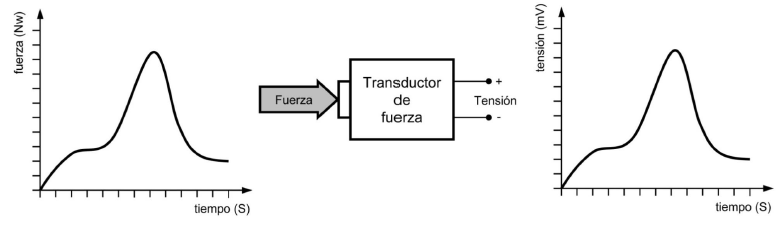 fuerza (Nw)
tiempo (S)
Fuerza
Transductor
de
fuerza
+
Tensión
-
tensión (mV)
tiempo (S)